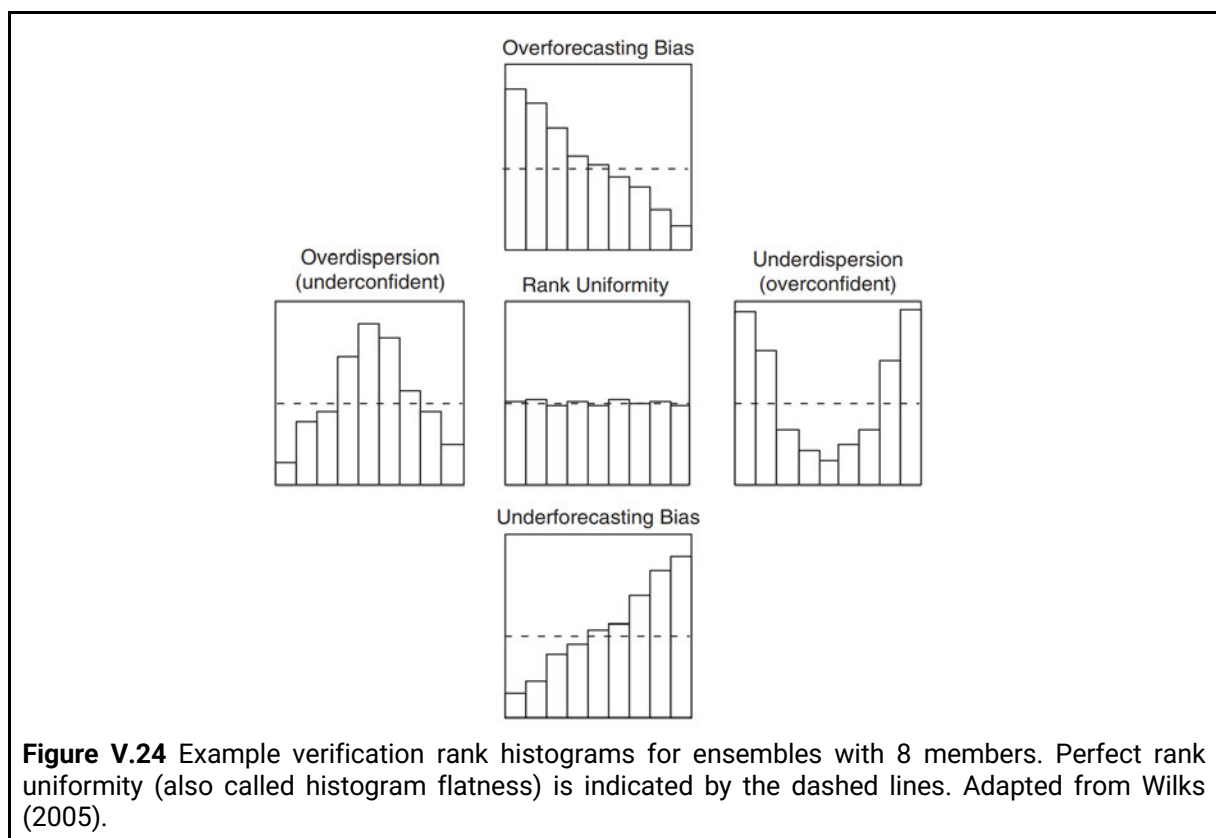 Overforecasting Bias
Overdispersion
(underconfident)
Rank Uniformity
Underdispersion
(overconfident)
Underforecasting Bias
Figure V.24 Example verification rank histograms for ensembles with 8 members. Perfect rank
uniformity (also called histogram flatness) is indicated by the dashed lines. Adapted from Wilks
(2005).